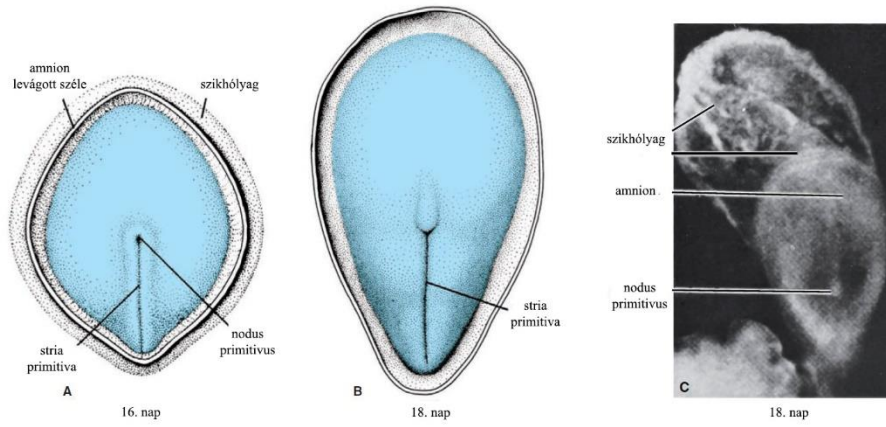 amnion
levágott széle
szikhólyag
stria
primitiva
nodus
primitivus
A
16. nap
B
stria
primitiva
18. nap
szikhólyag
amnion
nodus
primitivus
C
18. nap